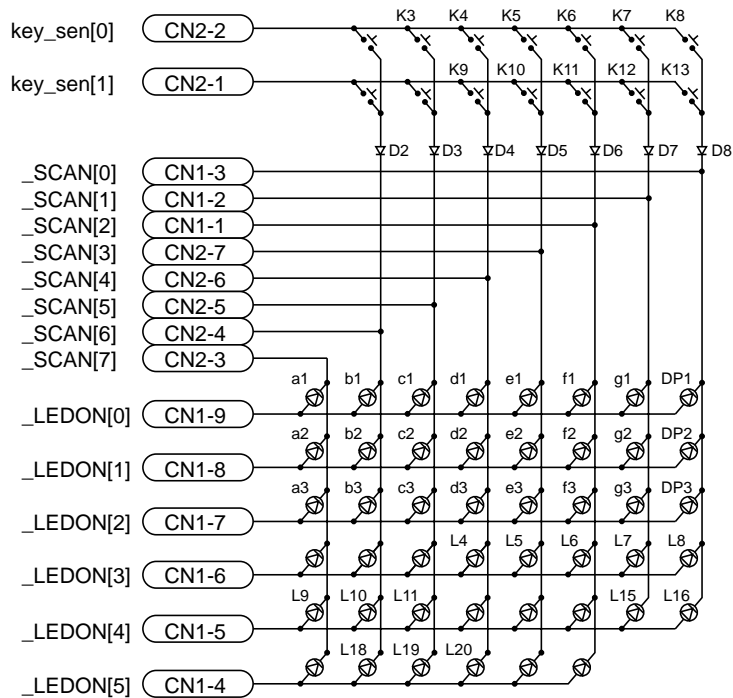 K3 K4 K5 K6 K7 K8
key_sen[0] CN2-2
K9 K10 K11 K12 K13
key_sen[1] CN2-1
D2 D3 D4 D5 D6 D7 D8
_SCAN[0] CN1-3
_SCAN[1] CN1-2
_SCAN[2] CN1-1
_SCAN[3] CN2-7
_SCAN[4] CN2-6
_SCAN[5] CN2-5
_SCAN[6] CN2-4
_SCAN[7] CN2-3
a1 b1 c1 d1 e1 f1 g1 DP1
_LEDON[0] CN1-9
a2 b2 c2 d2 e2 f2 g2 DP2
_LEDON[1] CN1-8
a3 b3 c3 d3 e3 f3 g3 DP3
_LEDON[2] CN1-7
L4 L5 L6 L7 L8
_LEDON[3] CN1-6
L9 L10 L11 L15 L16
_LEDON[4] CN1-5
L18 L19 L20
_LEDON[5] CN1-4